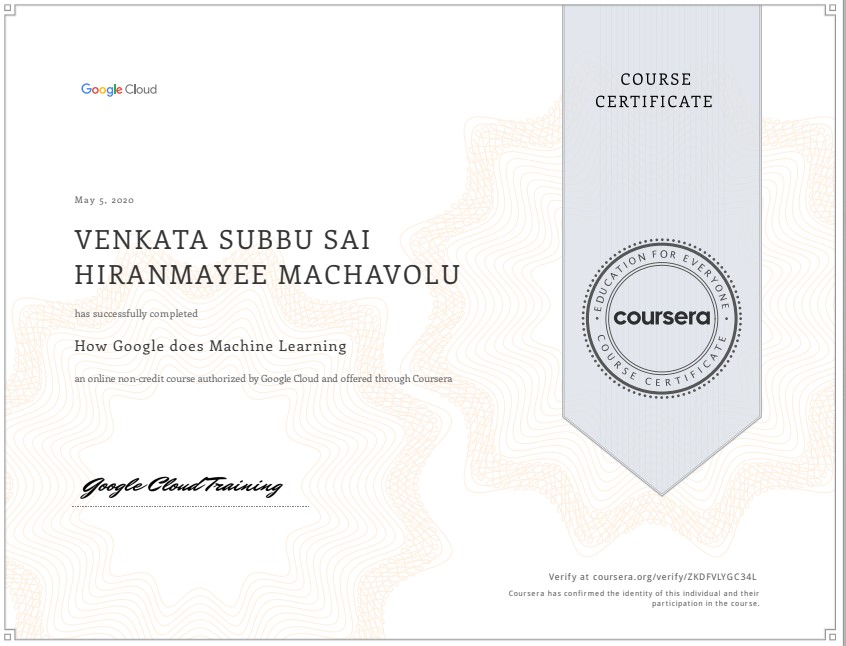 Google Cloud
COURSE
CERTIFICATE
May 5, 2020
VENKATA SUBBU SAI
HIRANMAYEE MACHAVOLU
has successfully completed
How Google does Machine Learning
an online non-credit course authorized by Google Cloud and offered through Coursera
EDUCATION FOR EVERYONE
coursera
COURSE CERTIFICATE
Google Cloud Training
Verify at coursera.org/verify/ZKDFVLYGC34L
Coursera has confirmed the identity of this individual and their
participation in the course.